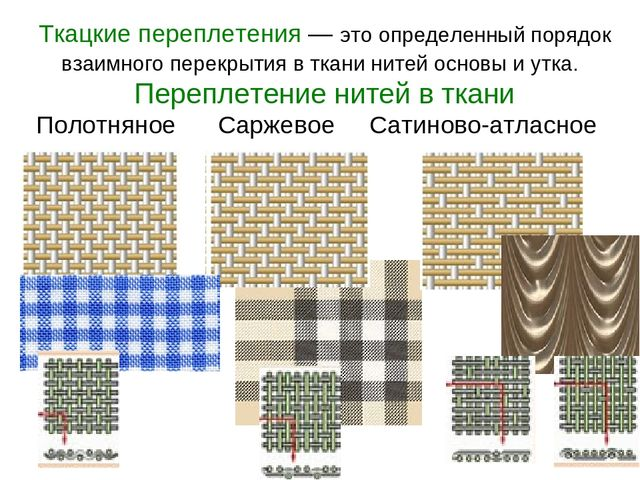 Ткацкие переплетения — это определенный порядок
взаимного перекрытия в ткани нитей основы и утка.
Переплетение нитей в ткани
Полотняное Саржевое Сатиново-атласное